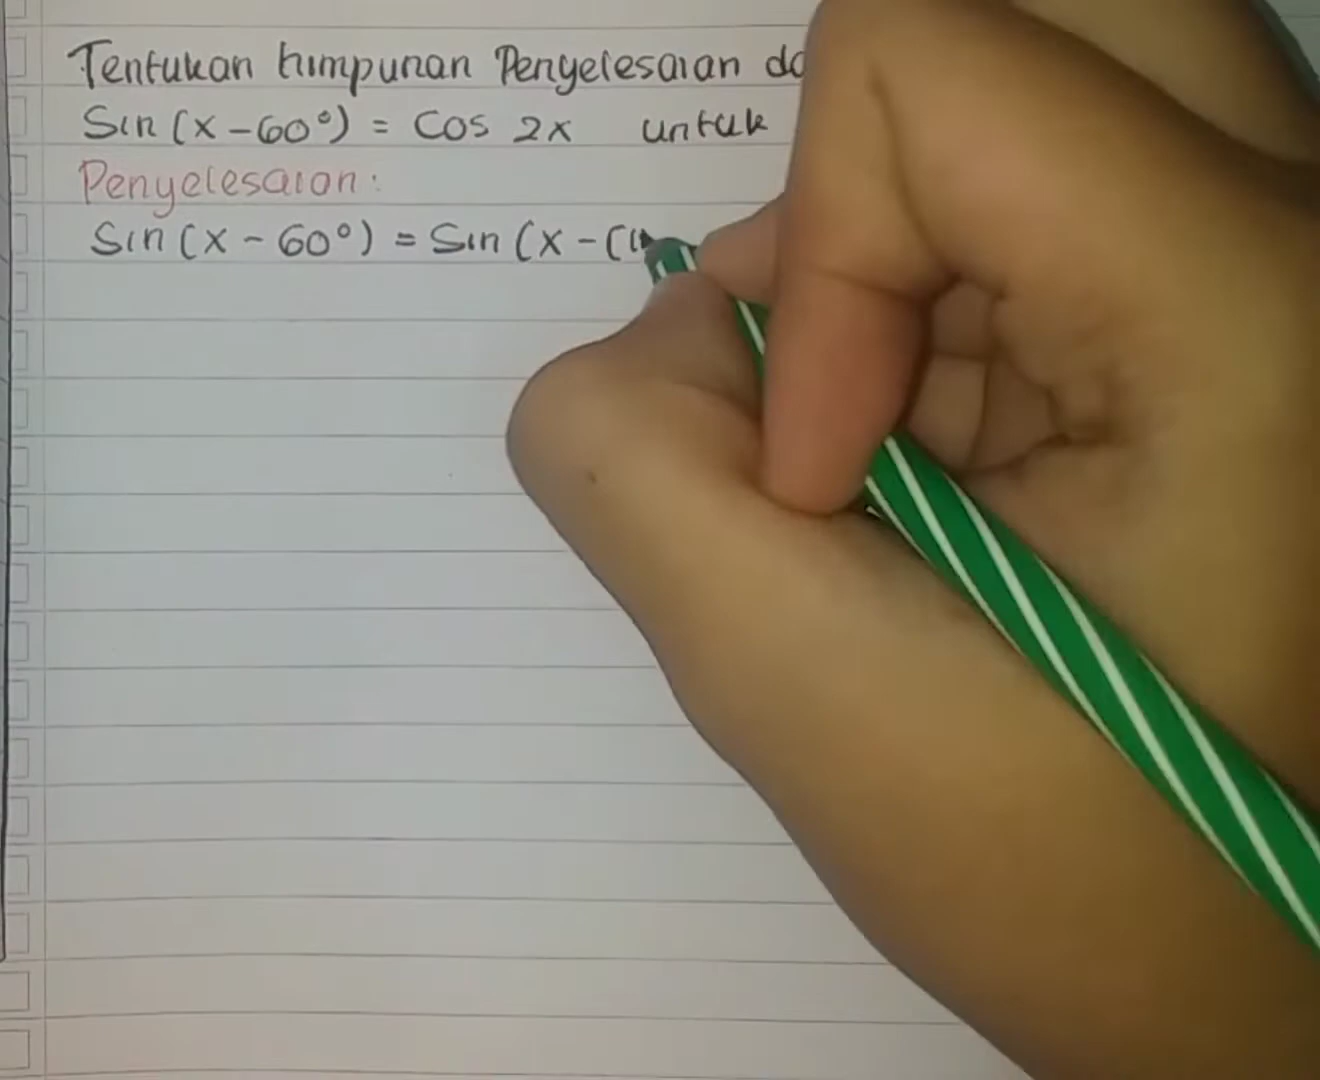 Tentukan himpunan Penyelesaian
Sin (x - 60°) = Cos 2x untuk
Penyelesaian:
Sin (x - 60°) = Sin (x - (